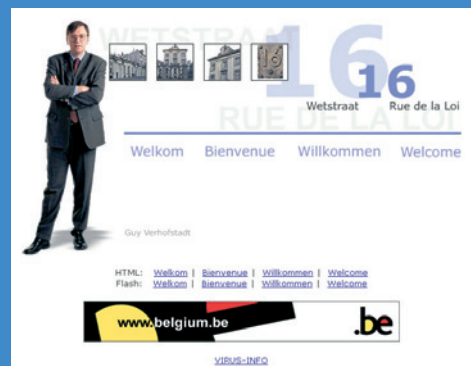 WETSTRAAT
16
16
16
Wetstraat Rue de la Loi
RUE DE LA LOI
Welkom Bienvenue Willkommen Welcome
Guy Verhofstadt
HTML: Welkom | Bienvenue | Willkommen | Welcome
Flash: Welkom | Bienvenue | Willkommen | Welcome
www.belgium.be .be
VIRUS-INFO